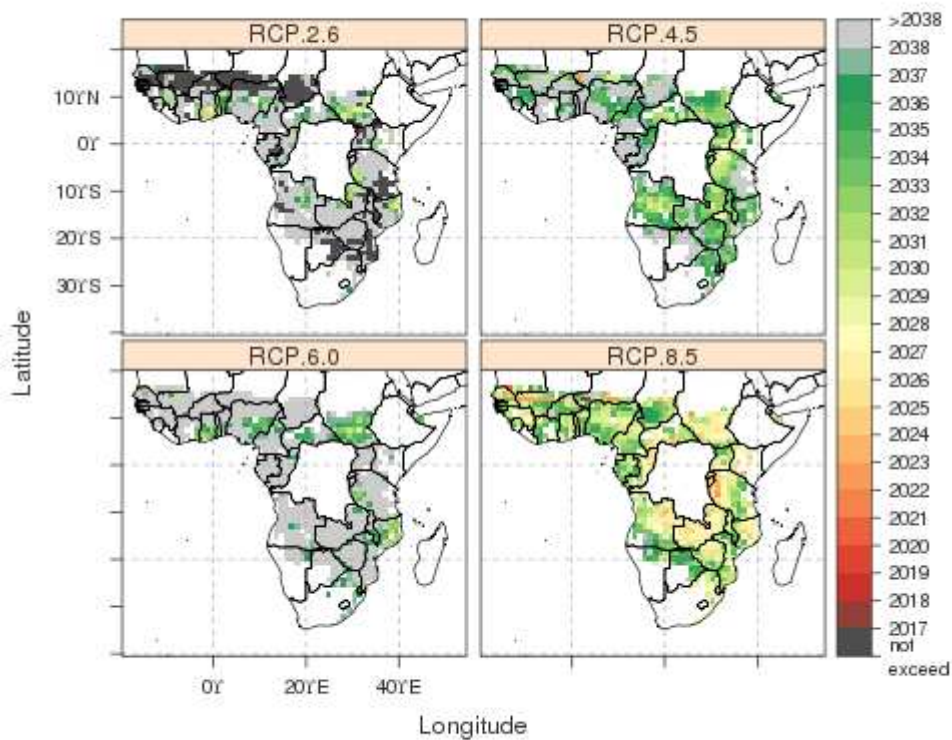 RCP.2.6
RCP.4.5
RCP.6.0
RCP.8.5
10ϒN
0ϒ
10ϒS
20ϒS
30ϒS
Latitude
0ϒ
20ϒE
40ϒE
Longitude
>2038
2038
2037
2036
2035
2034
2033
2032
2031
2030
2029
2028
2027
2026
2025
2024
2023
2022
2021
2020
2019
2018
2017
not
exceed